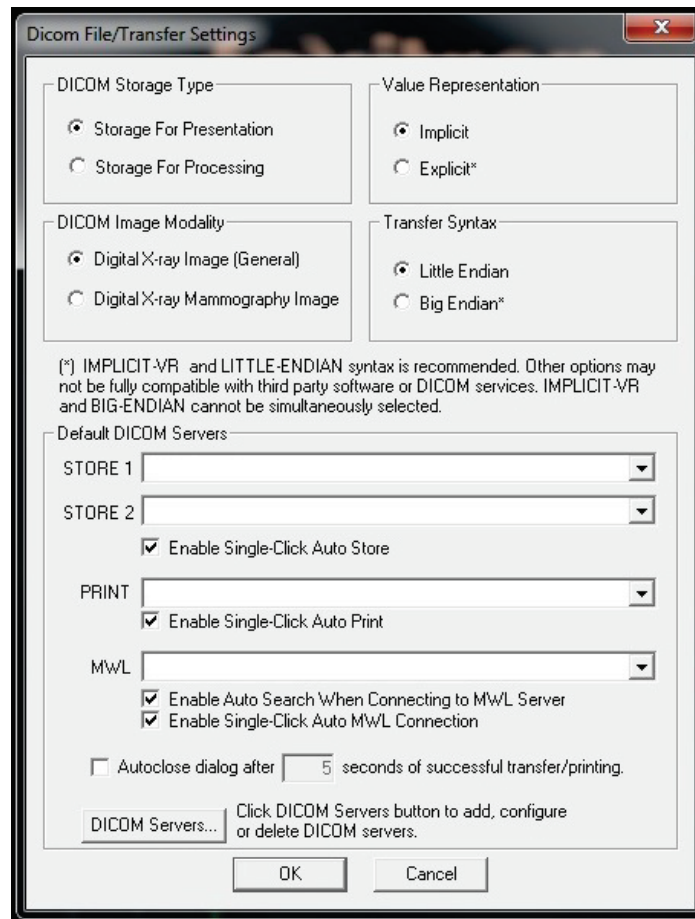 Dicom File/Transfer Settings
DICOM Storage Type
Storage For Presentation
Storage For Processing
Value Representation
Implicit
Explicit*
DICOM Image Modality
Digital X-ray Image (General)
Digital X-ray Mammography Image
Transfer Syntax
Little Endian
Big Endian*
(*) IMPLICIT-VR and LITTLE-ENDIAN syntax is recommended. Other options may
not be fully compatible with third party software or DICOM services. IMPLICIT-VR
and BIG-ENDIAN cannot be simultaneously selected.
Default DICOM Servers
STORE 1
STORE 2
Enable Single-Click Auto Store
PRINT
Enable Single-Click Auto Print
MWL
Enable Auto Search When Connecting to MWL Server
Enable Single-Click Auto MWL Connection
Autoclose dialog after 5 seconds of successful transfer/printing.
DICOM Servers... Click DICOM Servers button to add, configure
or delete DICOM servers.
OK Cancel